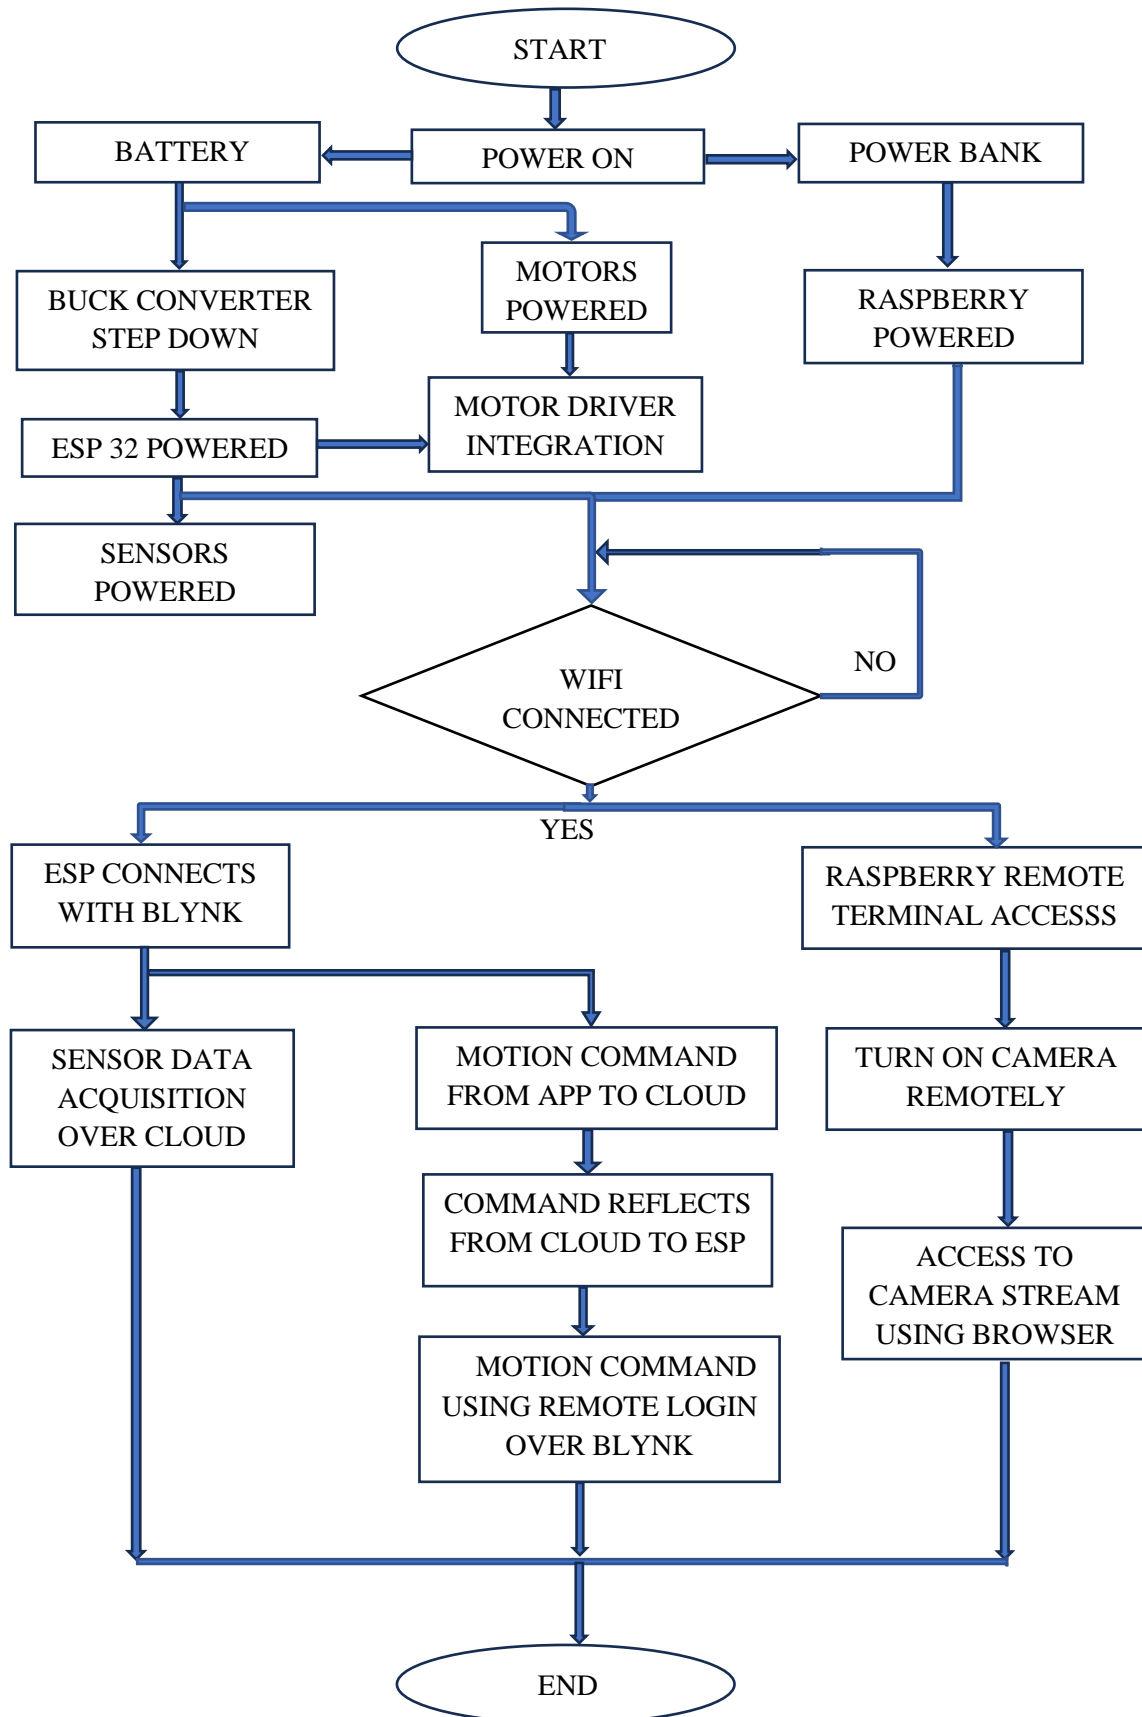 START
BATTERY
POWER ON
POWER BANK
BUCK CONVERTER
STEP DOWN
MOTORS
POWERED
RASPBERRY
POWERED
ESP 32 POWERED
MOTOR DRIVER
INTEGRATION
SENSORS
POWERED
WIFI
CONNECTED
NO
YES
ESP CONNECTS
WITH BLYNK
RASPBERRY REMOTE
TERMINAL ACCESSS
SENSOR DATA
ACQUISITION
OVER CLOUD
MOTION COMMAND
FROM APP TO CLOUD
TURN ON CAMERA
REMOTELY
COMMAND REFLECTS
FROM CLOUD TO ESP
ACCESS TO
CAMERA STREAM
USING BROWSER
MOTION COMMAND
USING REMOTE LOGIN
OVER BLYNK
END